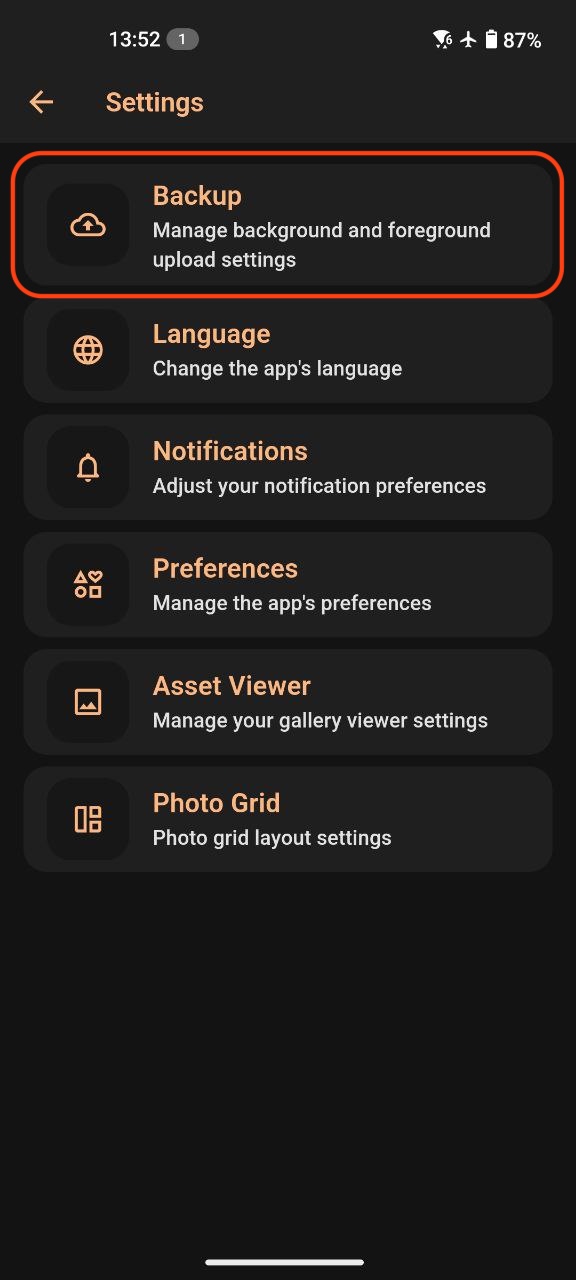 13:52 1 6 87%
Settings
Backup
Manage background and foreground
upload settings
Language
Change the app's language
Notifications
Adjust your notification preferences
Preferences
Manage the app's preferences
Asset Viewer
Manage your gallery viewer settings
Photo Grid
Photo grid layout settings